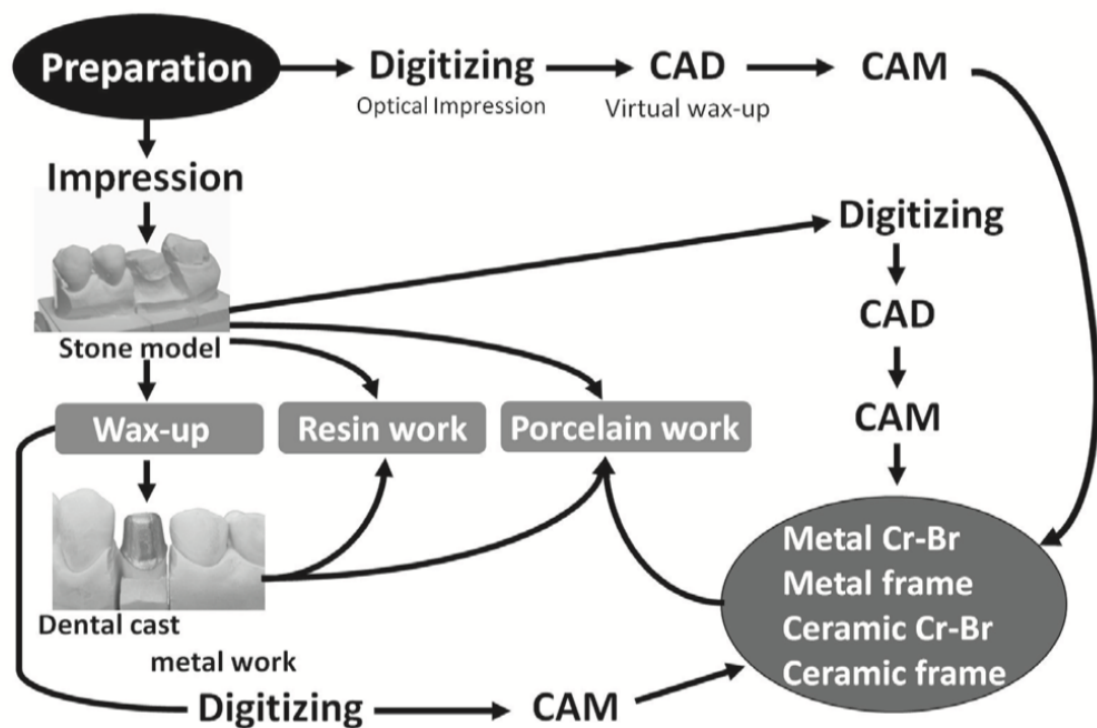 Preparation
Digitizing
Optical Impression
CAD
Virtual wax-up
CAM
Impression
Stone model
Digitizing
CAD
CAM
Wax-up
Resin work
Porcelain work
Dental cast
metal work
Metal Cr-Br
Metal frame
Ceramic Cr-Br
Ceramic frame
Digitizing
CAM